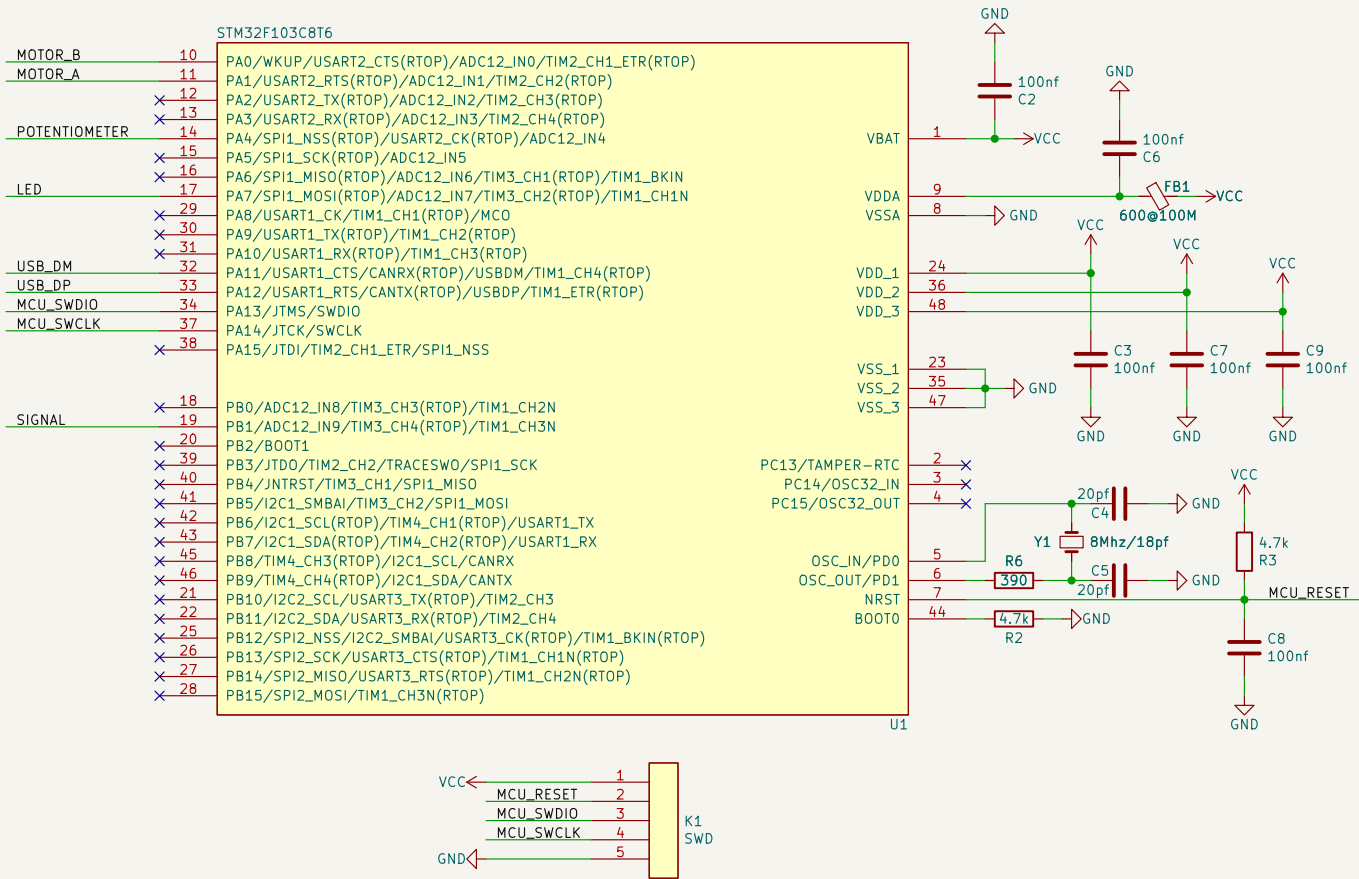 STM32F103C8T6
MOTOR_B 10 PA0/WKUP/USART2_CTS(RTOP)/ADC12_IN0/TIM2_CH1_ETR(RTOP)
MOTOR_A 11 PA1/USART2_RTS(RTOP)/ADC12_IN1/TIM2_CH2(RTOP)
12 PA2/USART2_TX(RTOP)/ADC12_IN2/TIM2_CH3(RTOP)
13 PA3/USART2_RX(RTOP)/ADC12_IN3/TIM2_CH4(RTOP)
POTENTIOMETER 14 PA4/SPI1_NSS(RTOP)/USART2_CK(RTOP)/ADC12_IN4
15 PA5/SPI1_SCK(RTOP)/ADC12_IN5
16 PA6/SPI1_MISO(RTOP)/ADC12_IN6/TIM3_CH1(RTOP)/TIM1_BKIN
LED 17 PA7/SPI1_MOSI(RTOP)/ADC12_IN7/TIM3_CH2(RTOP)/TIM1_CH1N
29 PA8/USART1_CK/TIM1_CH1(RTOP)/MCO
30 PA9/USART1_TX(RTOP)/TIM1_CH2(RTOP)
31 PA10/USART1_RX(RTOP)/TIM1_CH3(RTOP)
USB_DM 32 PA11/USART1_CTS/CANRX(RTOP)/USBDM/TIM1_CH4(RTOP)
USB_DP 33 PA12/USART1_RTS/CANTX(RTOP)/USBDP/TIM1_ETR(RTOP)
MCU_SWDIO 34 PA13/JTMS/SWDIO
MCU_SWCLK 37 PA14/JTCK/SWCLK
38 PA15/JTDI/TIM2_CH1_ETR/SPI1_NSS
18 PB0/ADC12_IN8/TIM3_CH3(RTOP)/TIM1_CH2N
SIGNAL 19 PB1/ADC12_IN9/TIM3_CH4(RTOP)/TIM1_CH3N
20 PB2/BOOT1
39 PB3/JTDO/TIM2_CH2/TRACESWO/SPI1_SCK
40 PB4/JNTRST/TIM3_CH1/SPI1_MISO
41 PB5/I2C1_SMBAI/TIM3_CH2/SPI1_MOSI
42 PB6/I2C1_SCL(RTOP)/TIM4_CH1(RTOP)/USART1_TX
43 PB7/I2C1_SDA(RTOP)/TIM4_CH2(RTOP)/USART1_RX
45 PB8/TIM4_CH3(RTOP)/I2C1_SCL/CANRX
46 PB9/TIM4_CH4(RTOP)/I2C1_SDA/CANTX
21 PB10/I2C2_SCL/USART3_TX(RTOP)/TIM2_CH3
22 PB11/I2C2_SDA/USART3_RX(RTOP)/TIM2_CH4
25 PB12/SPI2_NSS/I2C2_SMBAI/USART3_CK(RTOP)/TIM1_BKIN(RTOP)
26 PB13/SPI2_SCK/USART3_CTS(RTOP)/TIM1_CH1N(RTOP)
27 PB14/SPI2_MISO/USART3_RTS(RTOP)/TIM1_CH2N(RTOP)
28 PB15/SPI2_MOSI/TIM1_CH3N(RTOP)
U1
GND
100nf
C2
VBAT 1 VCC
GND
100nf
C6
VDDA 9 FB1 VCC
600@100M
VSSA 8 GND
VCC
VCC
VCC
VDD_1 24
VDD_2 36
VDD_3 48
C3
100nf
C7
100nf
C9
100nf
GND
GND
GND
VSS_1 23
VSS_2 35 GND
VSS_3 47
PC13/TAMPER-RTC 2
PC14/OSC32_IN 3
PC15/OSC32_OUT 4
20pf
C4
GND
Y1 8Mhz/18pf
OSC_IN/PD0 5
R6
OSC_OUT/PD1 6 390
C5
20pf
GND
VCC
4.7k
R3
NRST 7 MCU_RESET
BOOT0 44 4.7k GND
R2
C8
100nf
GND
VCC 1
MCU_RESET 2
MCU_SWDIO 3
MCU_SWCLK 4
GND 5
K1
SWD